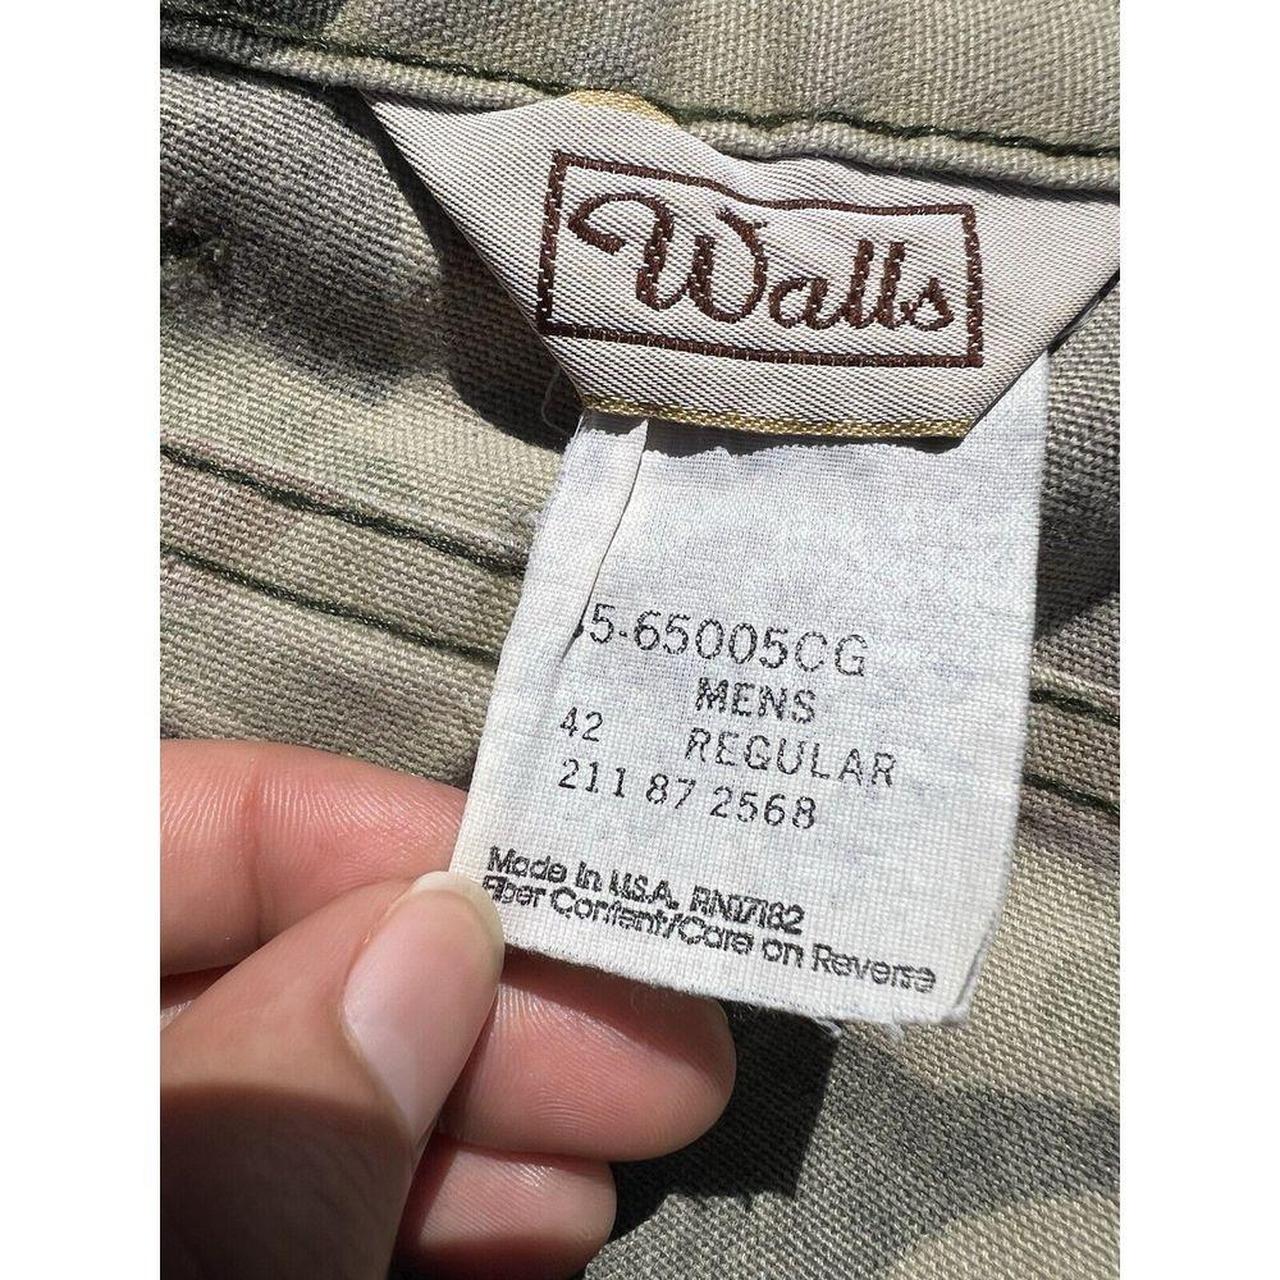 Walls
5-65005CG
MENS
42 REGULAR
211 87 2568
Made in U.S.A. RN17182
Fiber Content/Care on Reverse